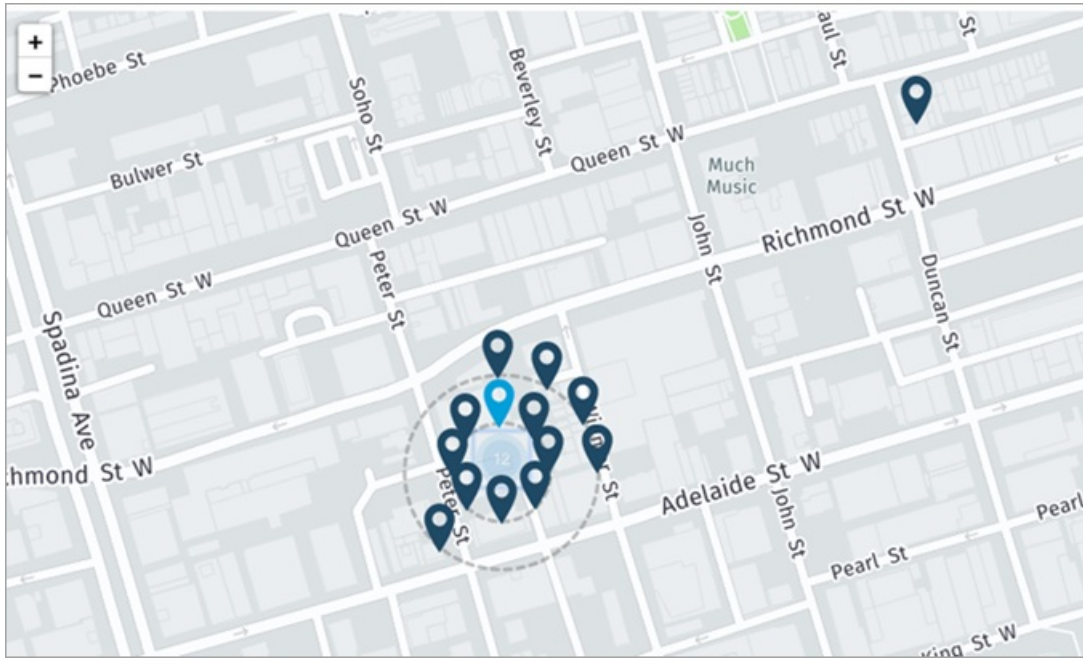 +
−
Phoebe St
Soho St
Beverley St
aul St
St
Bulwer St
Queen St W
Queen St W
Queen St W
Much
Music
Richmond St W
John St
Peter St
Duncan St
Spadina Ave
chmond St W
12
Peter St
Adelaide St W
John St
Pearl St
Pearl
King St W